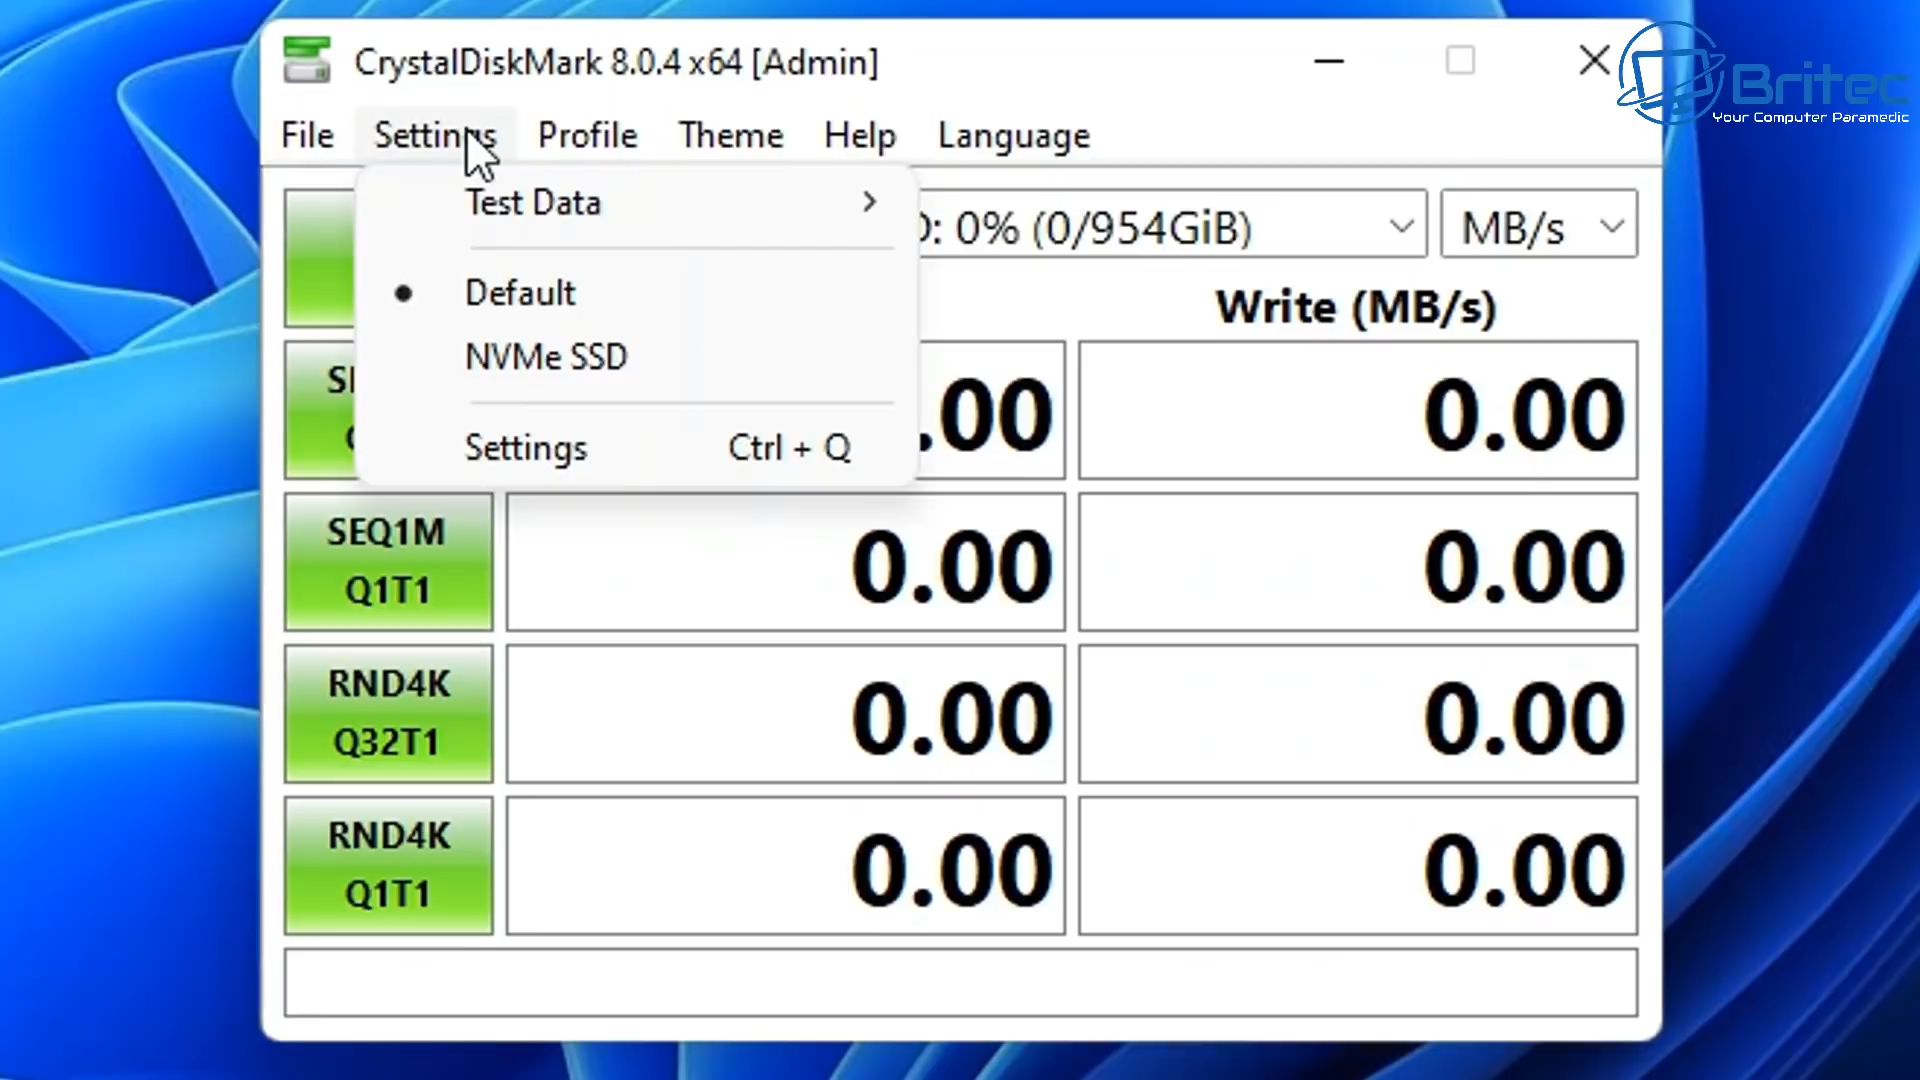 CrystalDiskMark 8.0.4 x64 [Admin]
Britec
Your Computer Paramedic
File Settings Profile Theme Help Language
Test Data
: 0% (0/954GiB)
MB/s
Default
Write (MB/s)
NVMe SSD
.00 0.00
Settings Ctrl + Q
SEQ1M
Q1T1
0.00 0.00
RND4K
Q32T1
0.00 0.00
RND4K
Q1T1
0.00 0.00